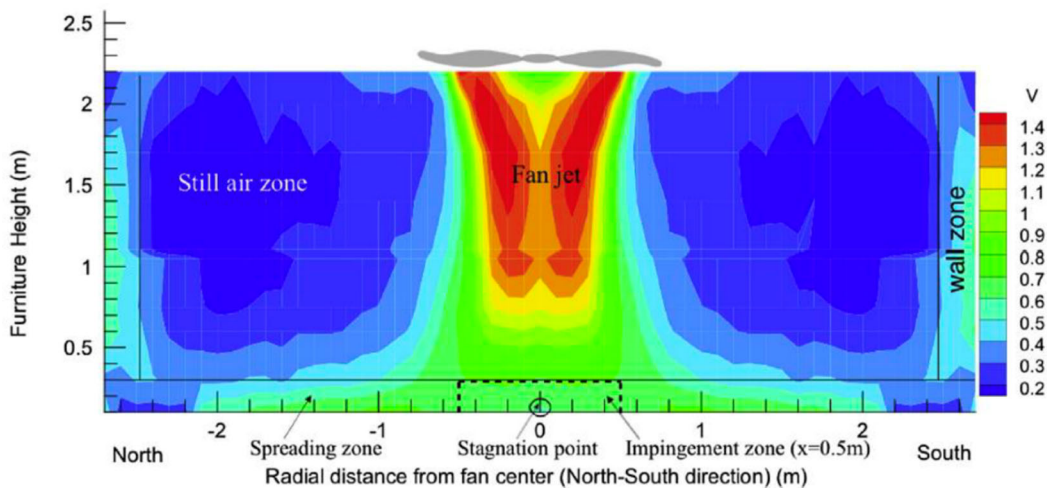 2.5
2
1.5
1
0.5
Furniture Height (m)
Still air zone
Fan jet
wall zone
V
1.4
1.3
1.2
1.1
1
0.9
0.8
0.7
0.6
0.5
0.4
0.3
0.2
-2
-1
0
1
2
North
Spreading zone
Stagnation point
Impingement zone (x=0.5m)
South
Radial distance from fan center (North-South direction) (m)